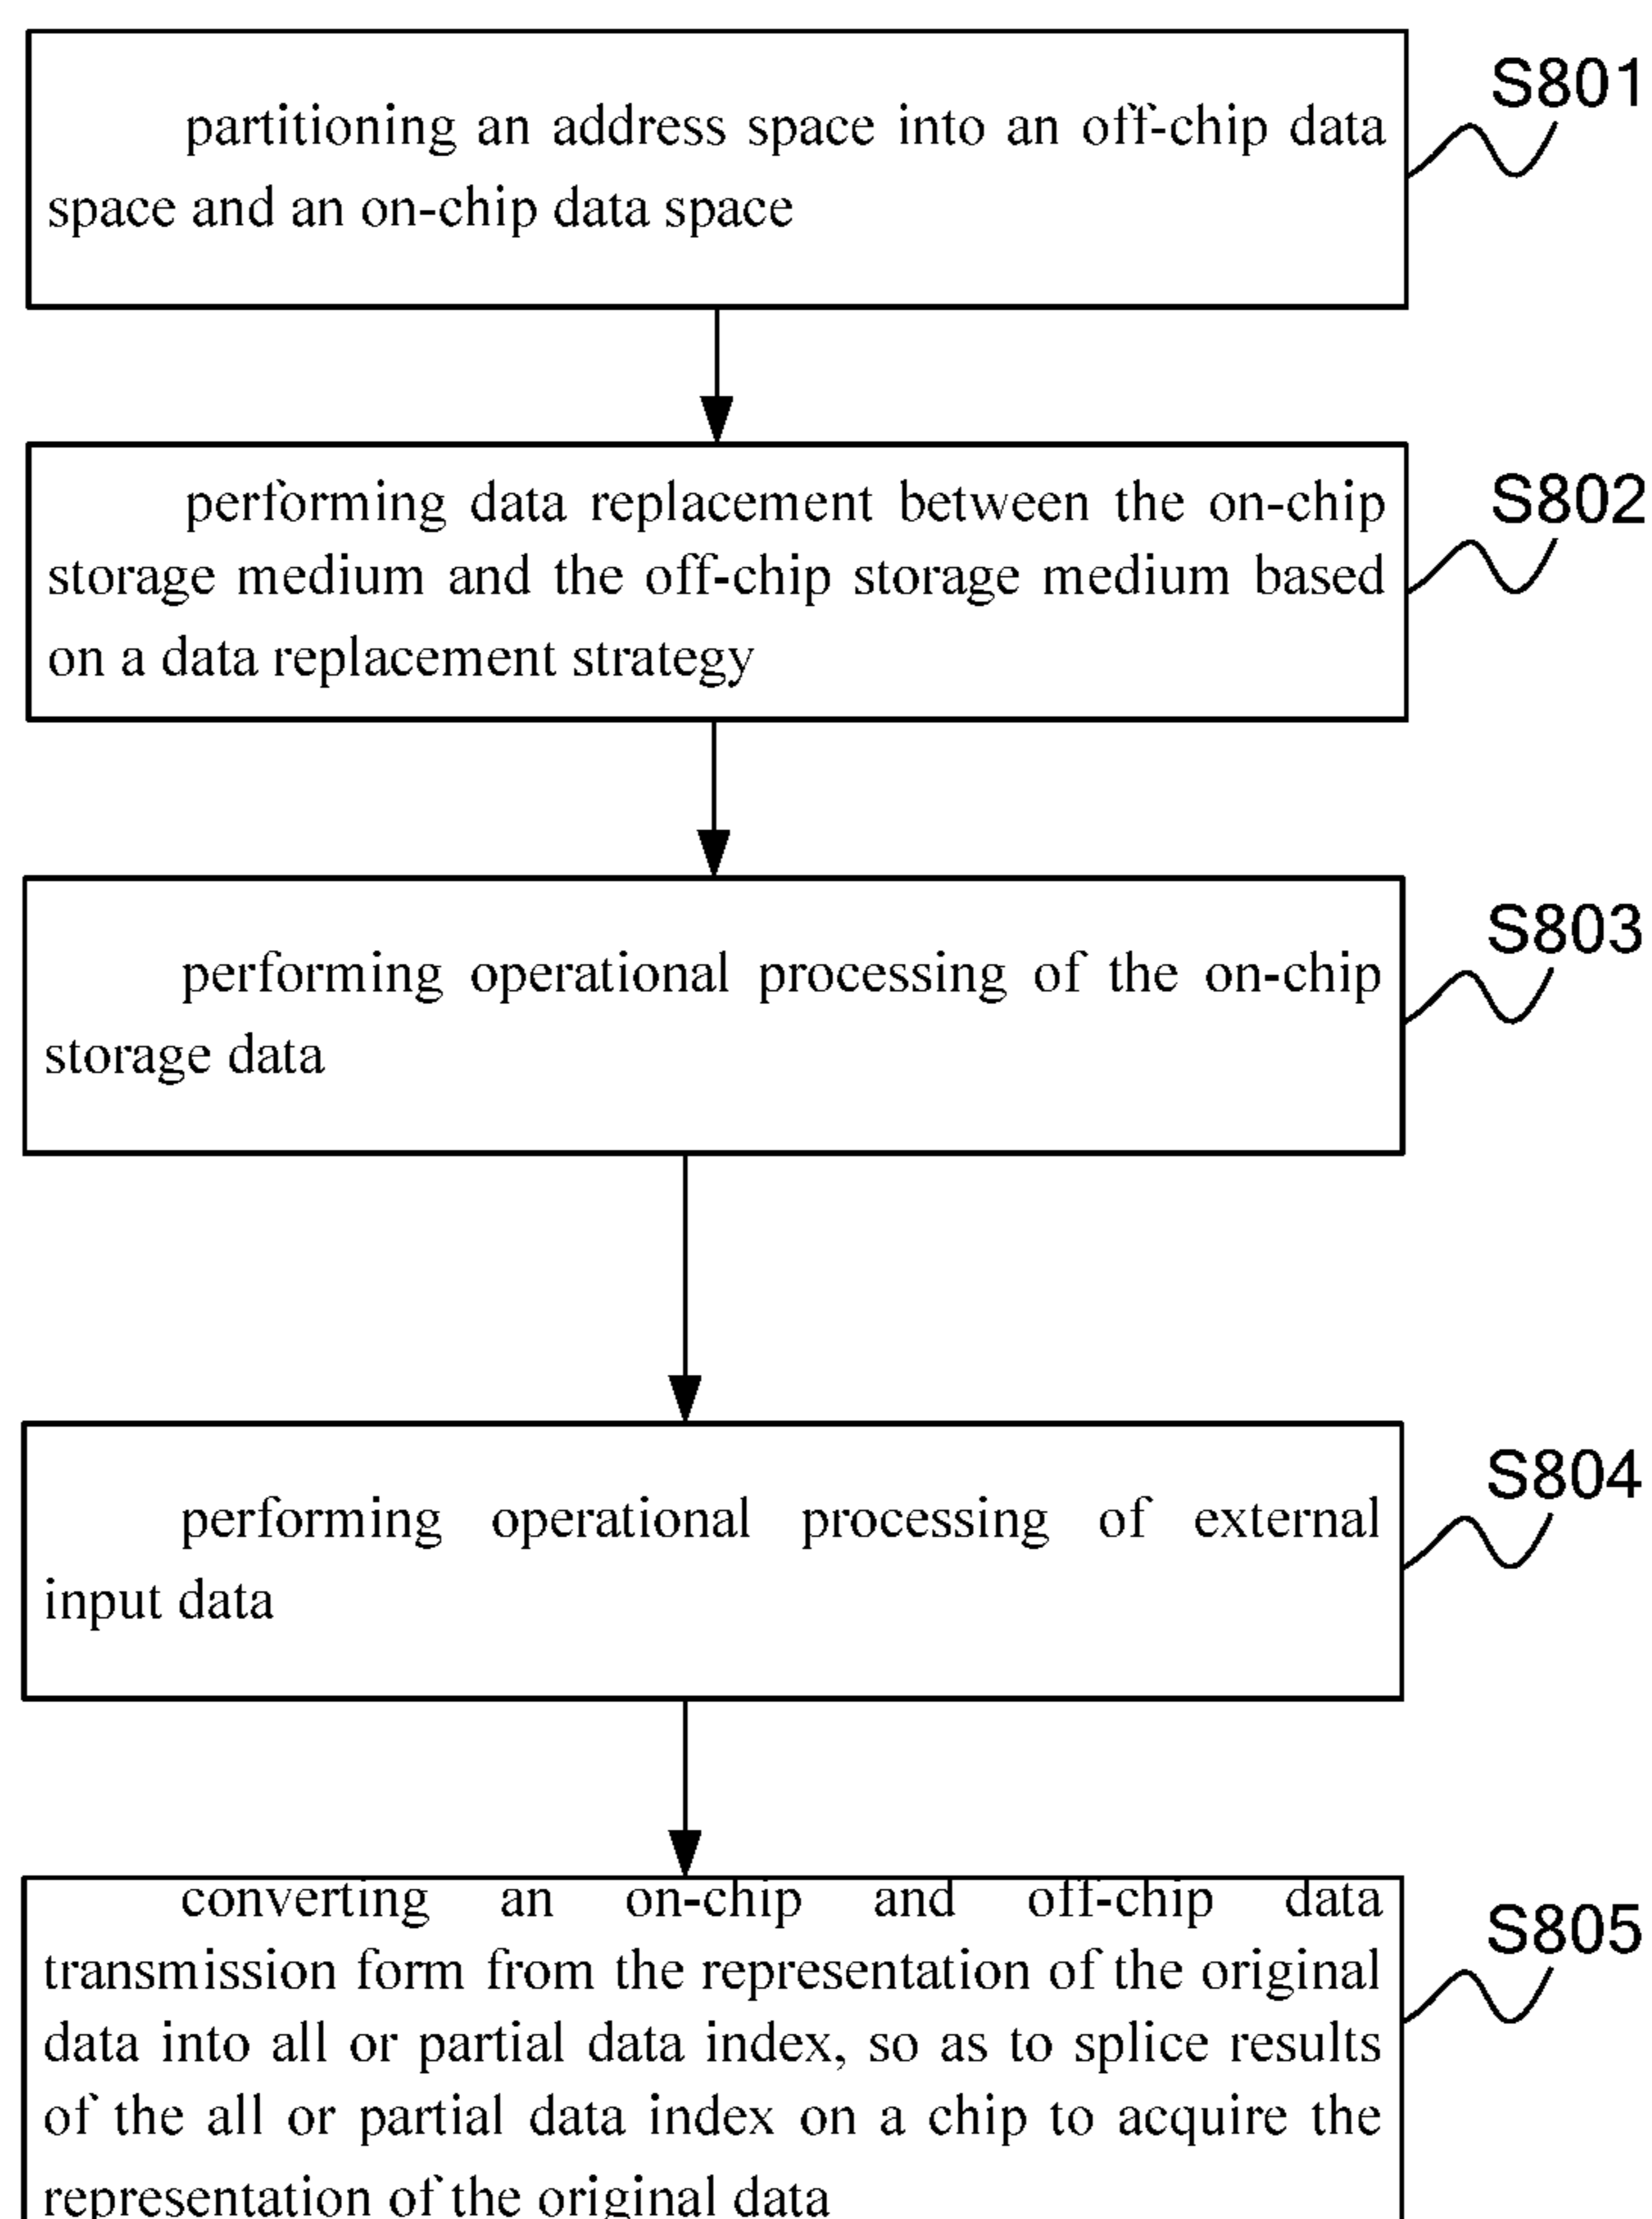 S801
partitioning an address space into an off-chip data
space and an on-chip data space
S802
performing data replacement between the on-chip
storage medium and the off-chip storage medium based
on a data replacement strategy
S803
performing operational processing of the on-chip
storage data
S804
performing operational processing of external
input data
S805
converting an on-chip and off-chip data
transmission form from the representation of the original
data into all or partial data index, so as to splice results
of the all or partial data index on a chip to acquire the
representation of the original data